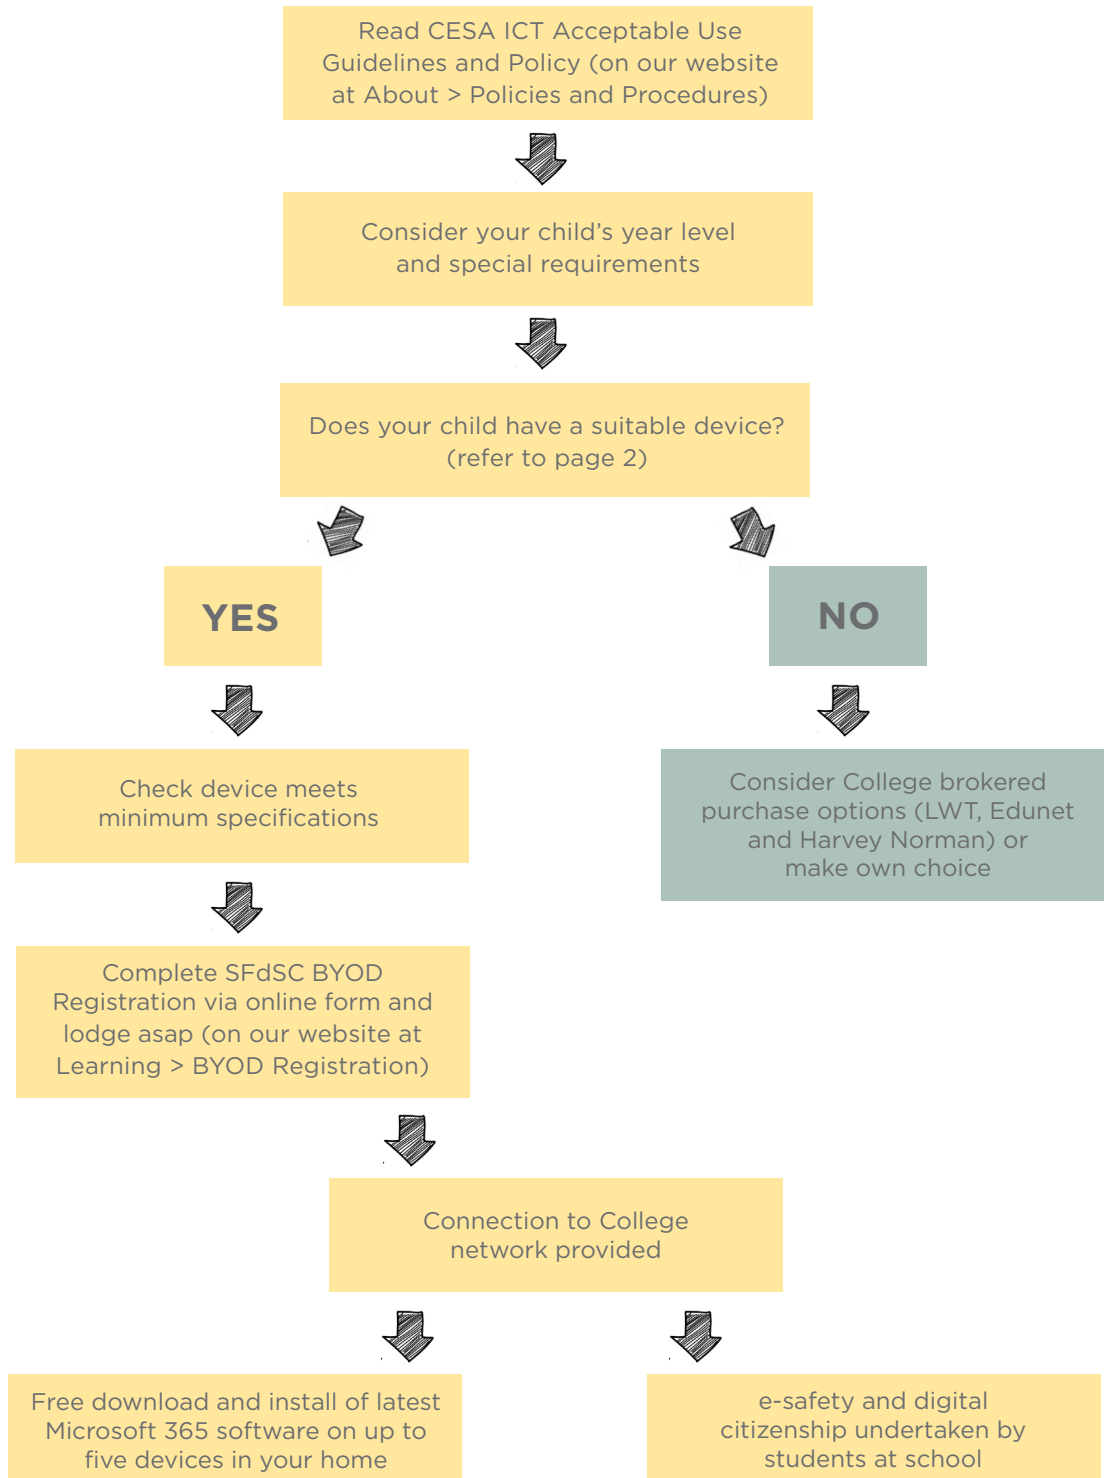 Read CESA ICT Acceptable Use
Guidelines and Policy (on our website
at About > Policies and Procedures)
Consider your child’s year level
and special requirements
Does your child have a suitable device?
(refer to page 2)
YES
NO
Check device meets
minimum specifications
Consider College brokered
purchase options (LWT, Edunet
and Harvey Norman) or
make own choice
Complete SFdSC BYOD
Registration via online form and
lodge asap (on our website at
Learning > BYOD Registration)
Connection to College
network provided
Free download and install of latest
Microsoft 365 software on up to
five devices in your home
e-safety and digital
citizenship undertaken by
students at school